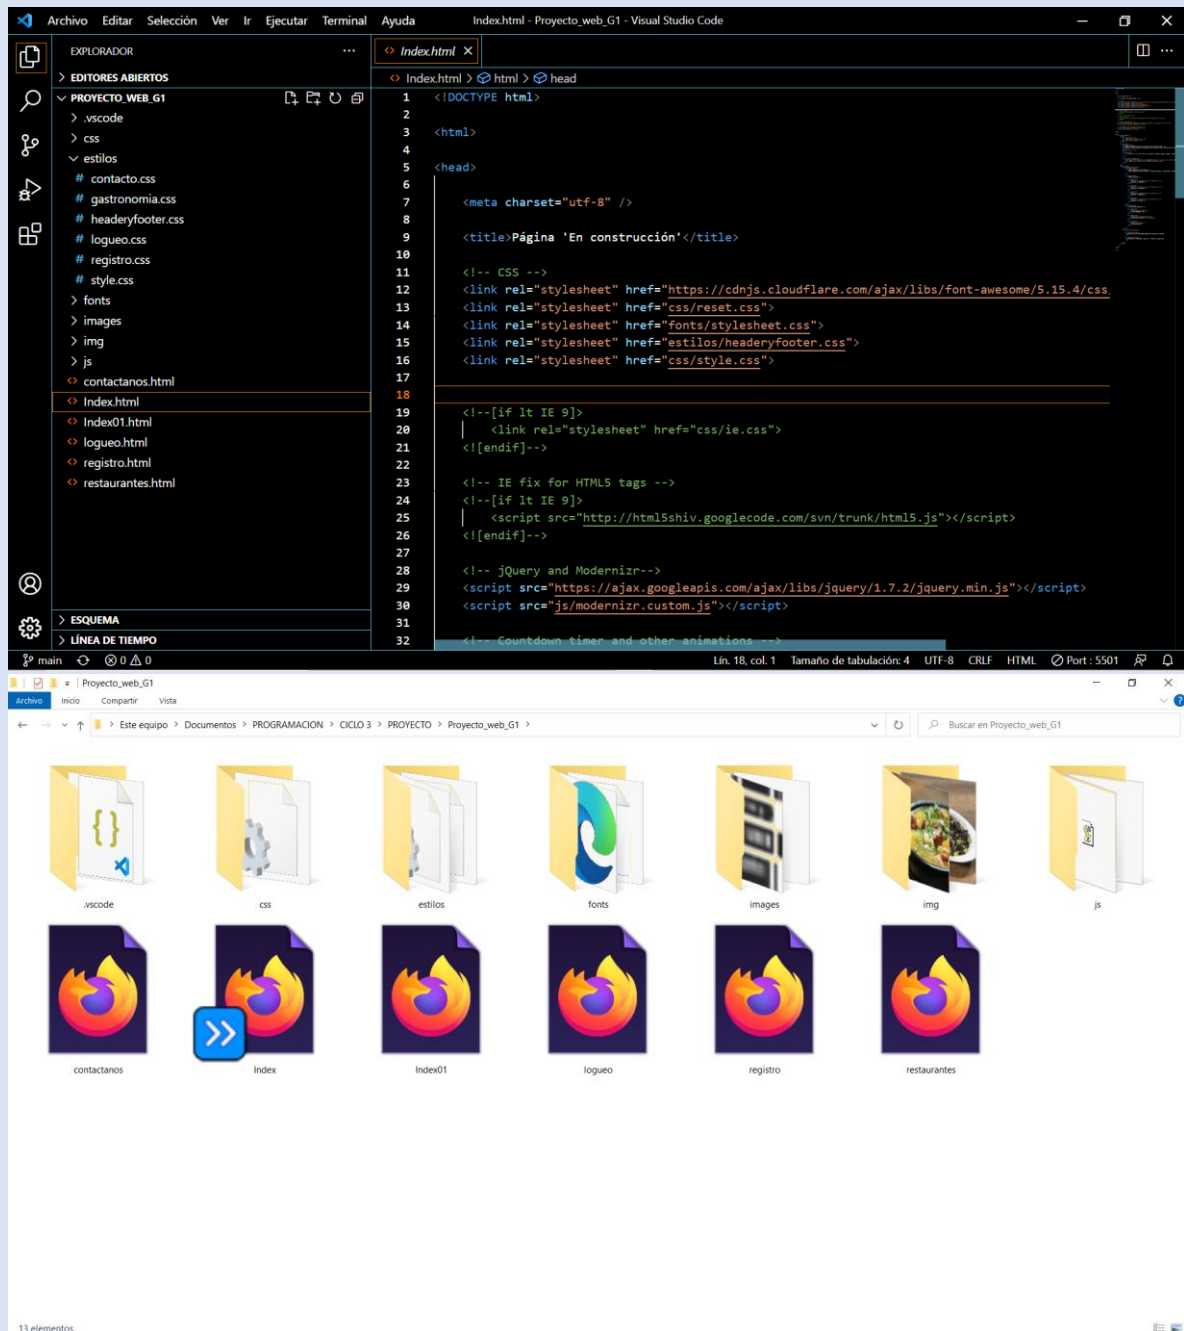 Archivo Editar Selección Ver Ir Ejecutar Terminal Ayuda Index.html - Proyecto_web_G1 - Visual Studio Code
EXPLORADOR
Index.html
EDITORES ABIERTOS
Index.html > html > head
PROYECTO_WEB_G1
.vscode
css
estilos
# contacto.css
# gastronomia.css
# headeryfooter.css
# logueo.css
# registro.css
# style.css
fonts
images
img
js
contactanos.html
Index.html
Index01.html
logueo.html
registro.html
restaurantes.html
ESQUEMA
LÍNEA DE TIEMPO
1 <!DOCTYPE html>
2
3 <html>
4
5 <head>
6
7 <meta charset="utf-8" />
8
9 <title>Página 'En construcción'</title>
10
11 <!-- CSS -->
12 <link rel="stylesheet" href="https://cdnjs.cloudflare.com/ajax/libs/font-awesome/5.15.4/css/
13 <link rel="stylesheet" href="css/reset.css">
14 <link rel="stylesheet" href="fonts/stylesheet.css">
15 <link rel="stylesheet" href="estilos/headeryfooter.css">
16 <link rel="stylesheet" href="css/style.css">
17
18
19 <!--[if lt IE 9]>
20 <link rel="stylesheet" href="css/ie.css">
21 <![endif]-->
22
23 <!-- IE fix for HTML5 tags -->
24 <!--[if lt IE 9]>
25 <script src="http://html5shiv.googlecode.com/svn/trunk/html5.js"></script>
26 <![endif]-->
27
28 <!-- jQuery and Modernizr-->
29 <script src="https://ajax.googleapis.com/ajax/libs/jquery/1.7.2/jquery.min.js"></script>
30 <script src="js/modernizr.custom.js"></script>
31
32 <!-- Countdown timer and other animations -->
main 0 0 Lín. 18, col. 1 Tamaño de tabulación: 4 UTF-8 CRLF HTML Port : 5501
Proyecto_web_G1
Archivo Inicio Compartir Vista
Este equipo > Documentos > PROGRAMACION > CICLO 3 > PROYECTO > Proyecto_web_G1 > Buscar en Proyecto_web_G1
.vscode css estilos fonts images img js
contactanos Index Index01 logueo registro restaurantes
13 elementos